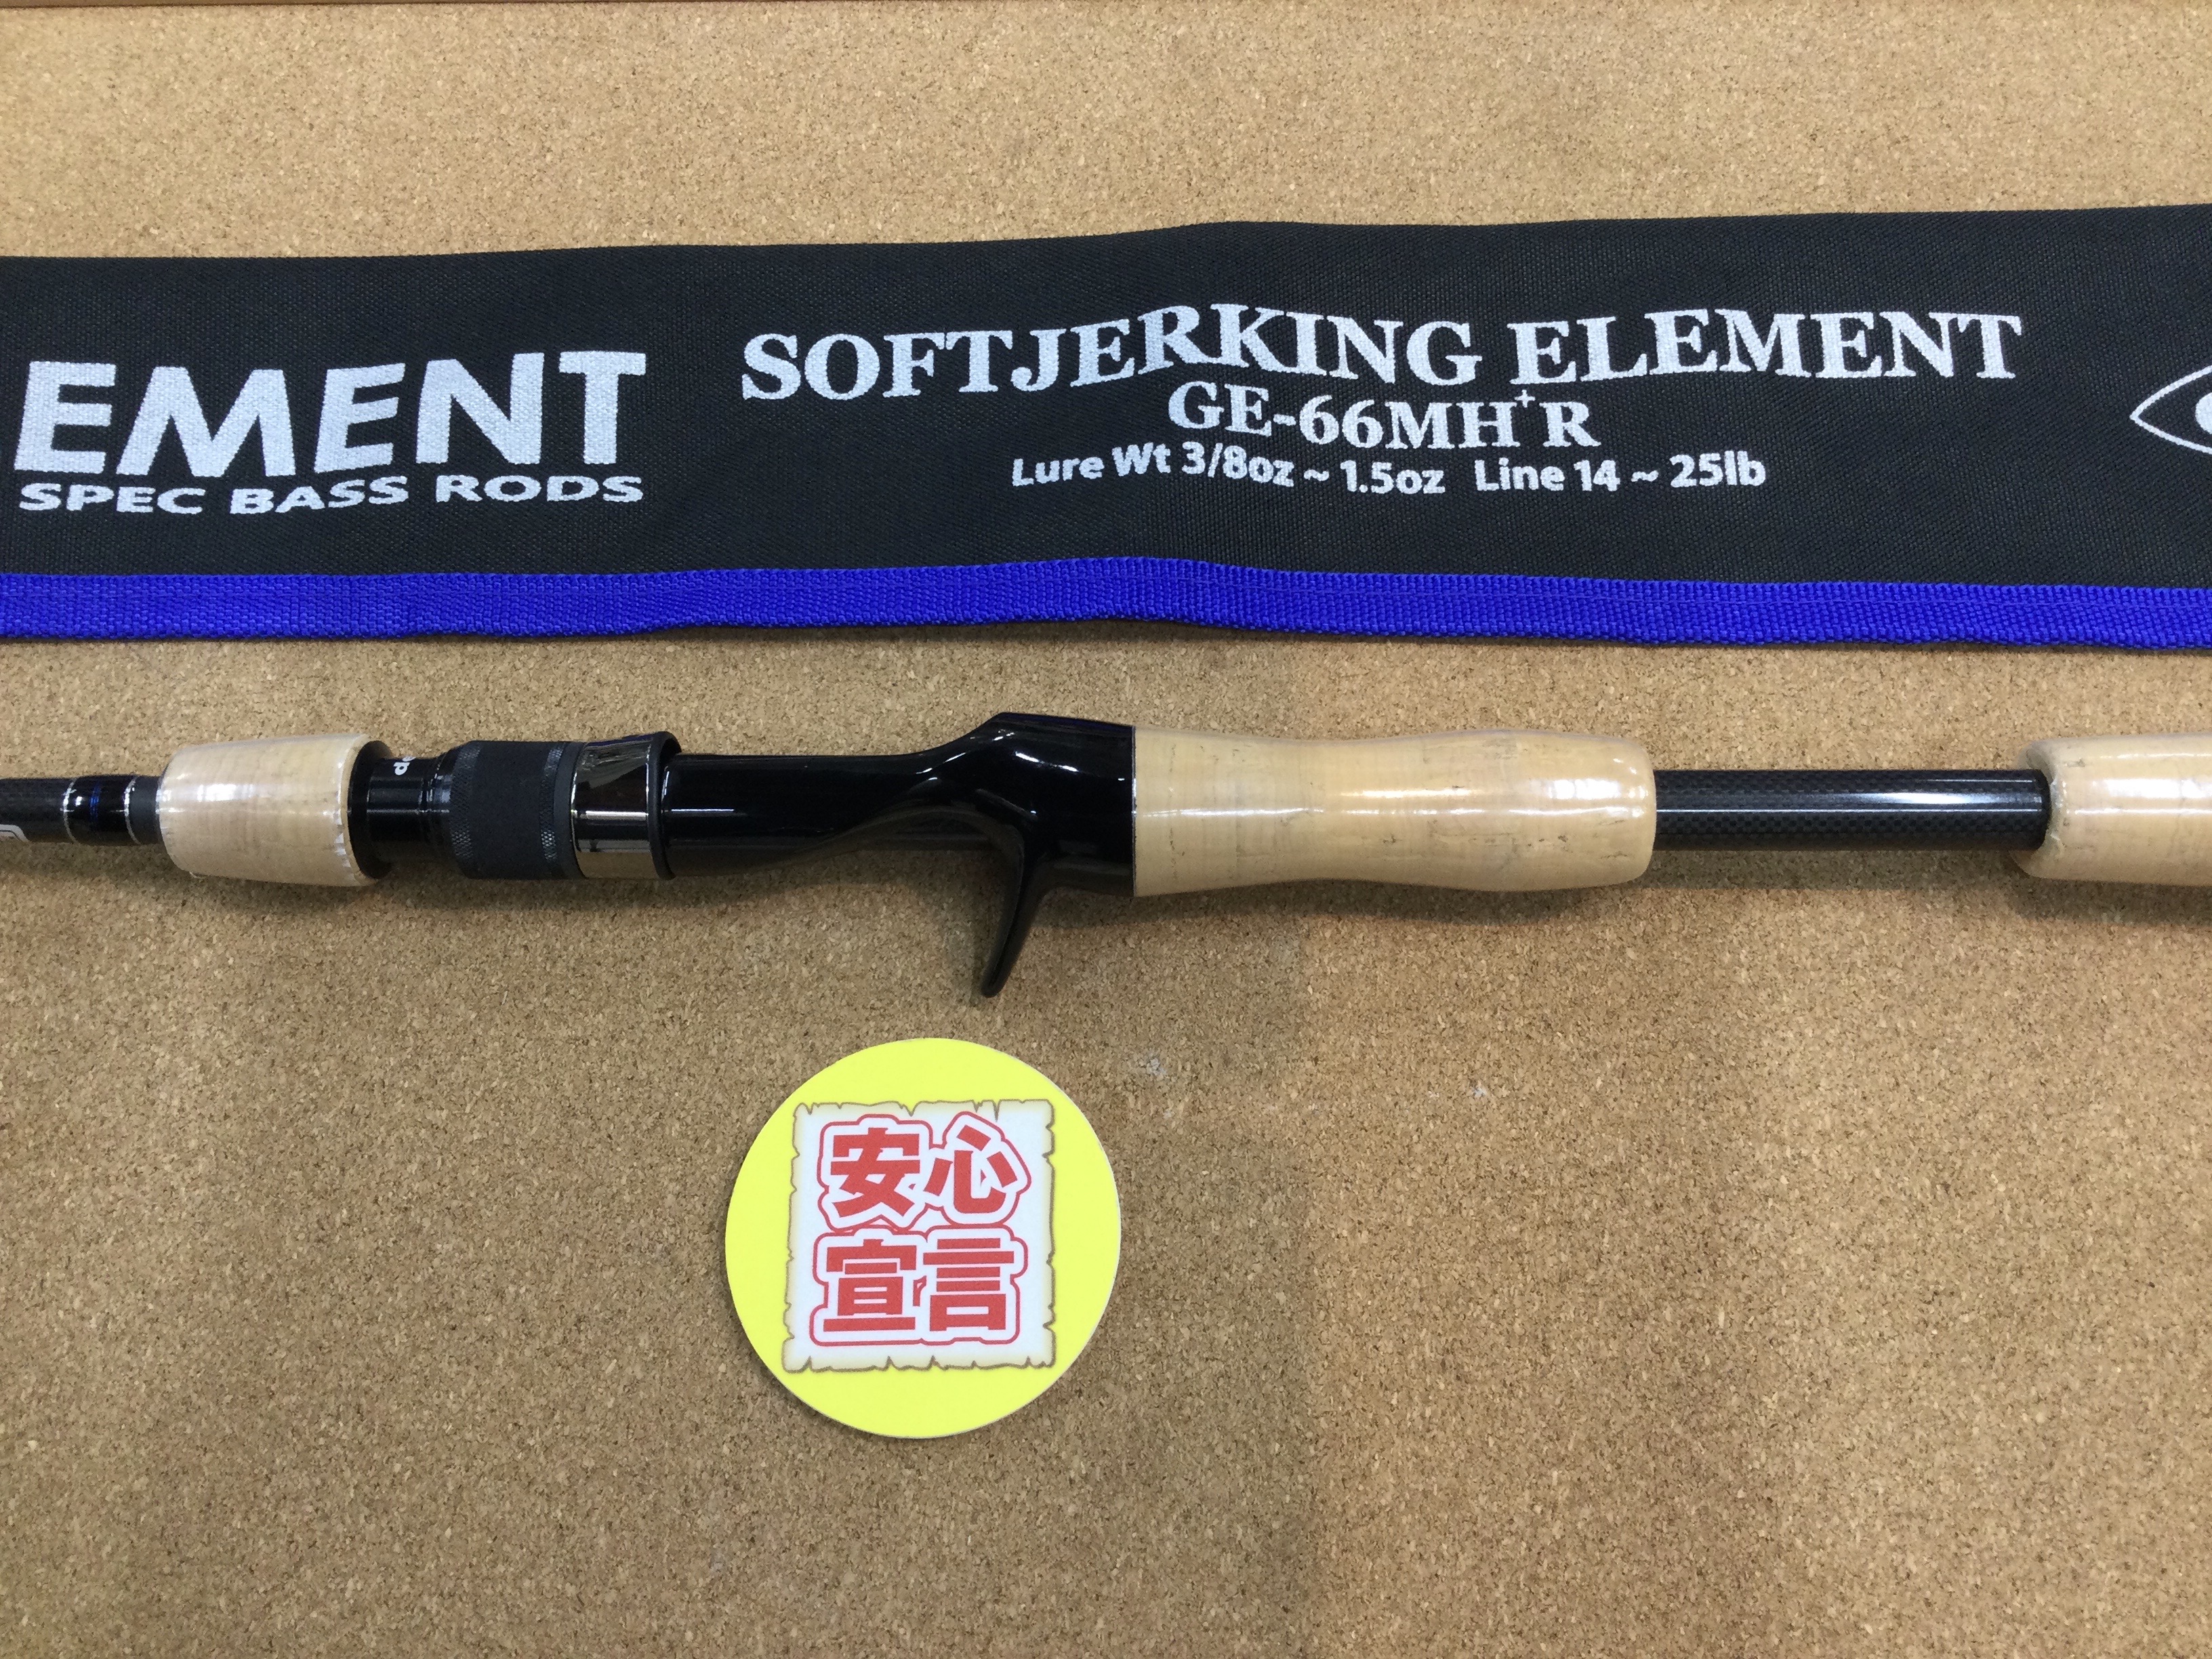 EMENT
SPEC BASS RODS
SOFTJERKING ELEMENT
GE-66MH+R
Lure Wt 3/8oz ~ 1.5oz Line 14 ~ 25lb
安心
宣言